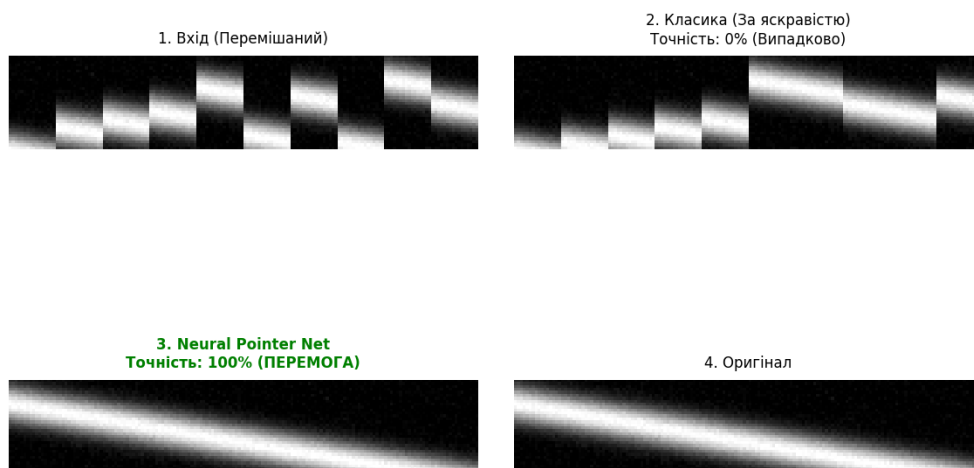 1. Вхід (Перемішаний)
2. Класика (За яскравістю)
Точність: 0% (Випадково)
3. Neural Pointer Net
Точність: 100% (ПЕРЕМОГА)
4. Оригінал